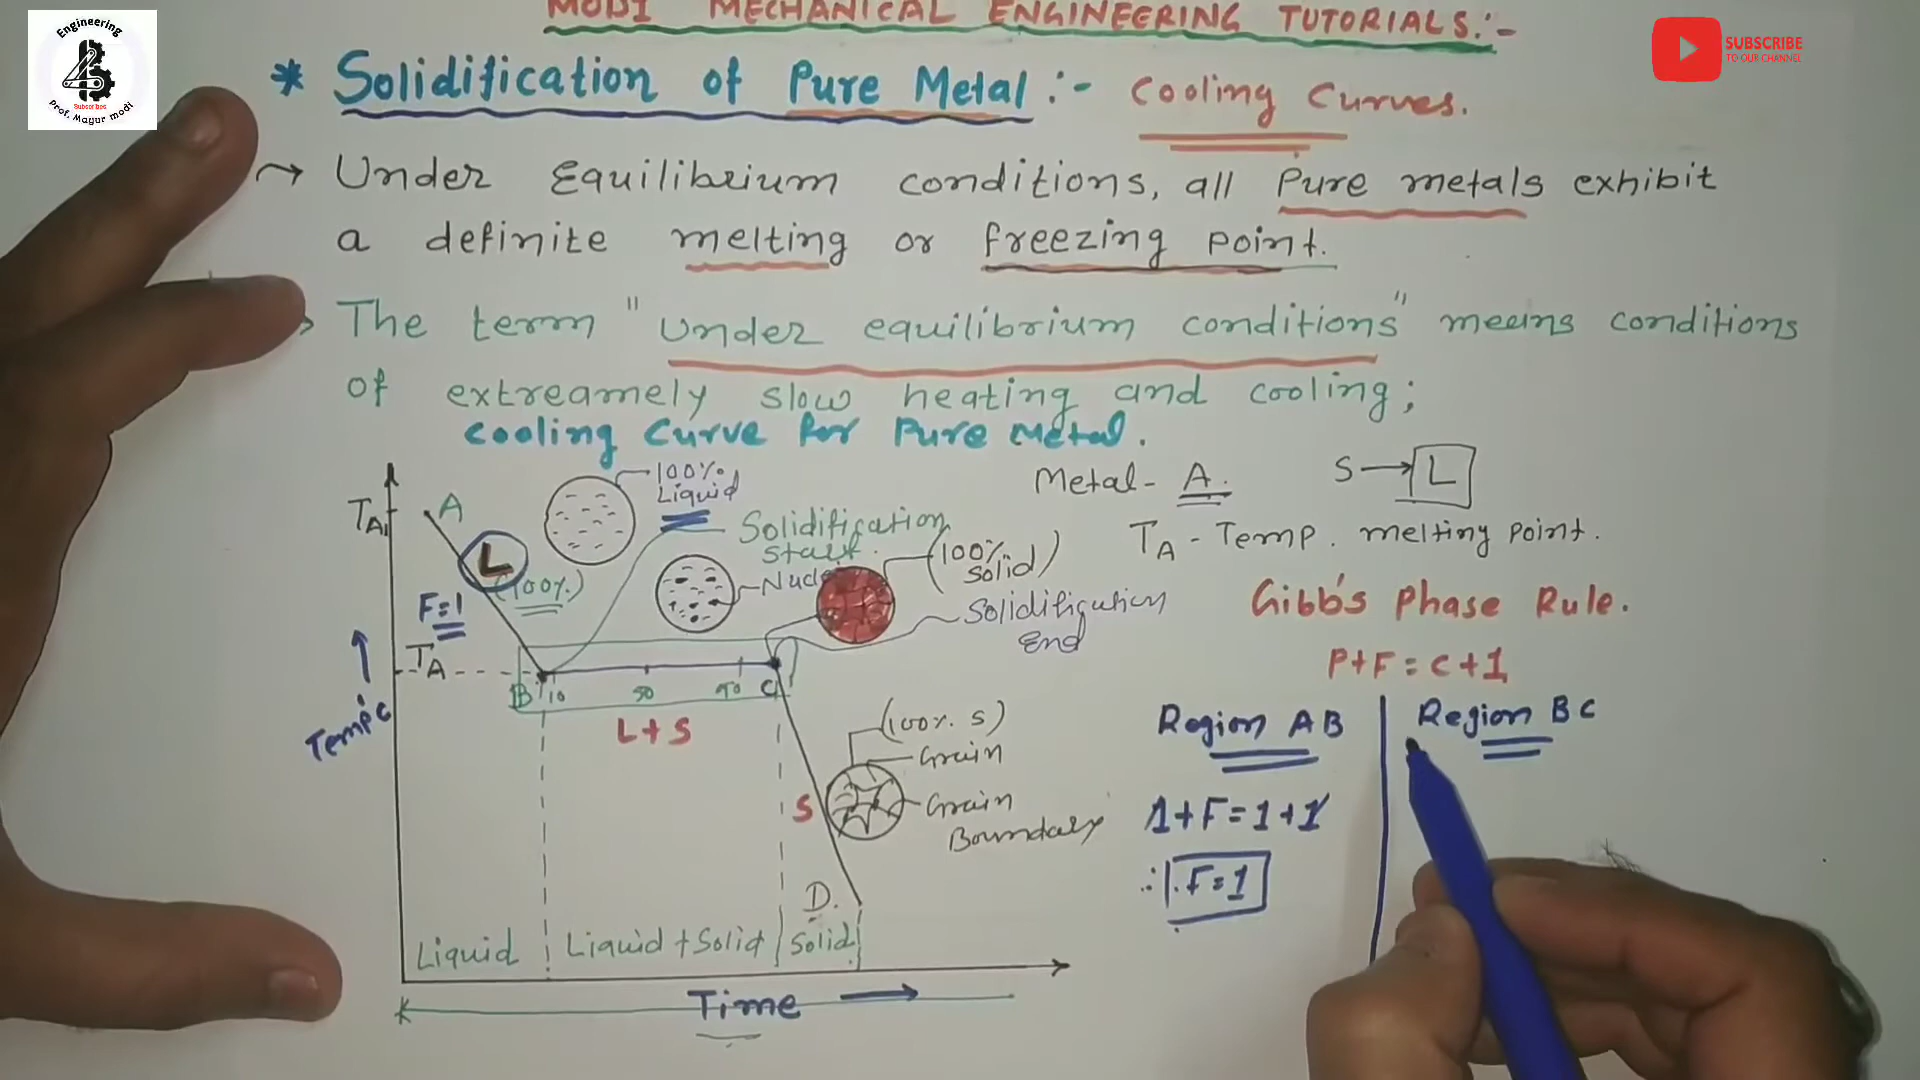 MODI MECHANICAL ENGINEERING TUTORIALS:-
Engineering
Subscribes
Prof. Mayur modi
SUBSCRIBE
TO OUR CHANNEL
* Solidification of Pure Metal :- Cooling Curves.
→ Under Equilibrium conditions, all Pure metals exhibit
a definite melting or freezing point.
The term "Under equilibrium conditions" means conditions
of extreamely slow heating and cooling;
Cooling Curve for Pure Metal.
Metal - A. S → L
TA - Temp. melting point.
100% Liquid
TA1 A
L
(100%)
F=1
Solidification
start.
(100% Solid)
Solidification
End
TA
B 10 50 90 C
L+S
Temp°C
(100% S)
Grain
S
Grain
Boundary
D.
Liquid Liquid + Solid Solid
Time →
Gibb's Phase Rule.
P+F = C+1
Region AB
1+F=1+1
∴ F=1
Region BC